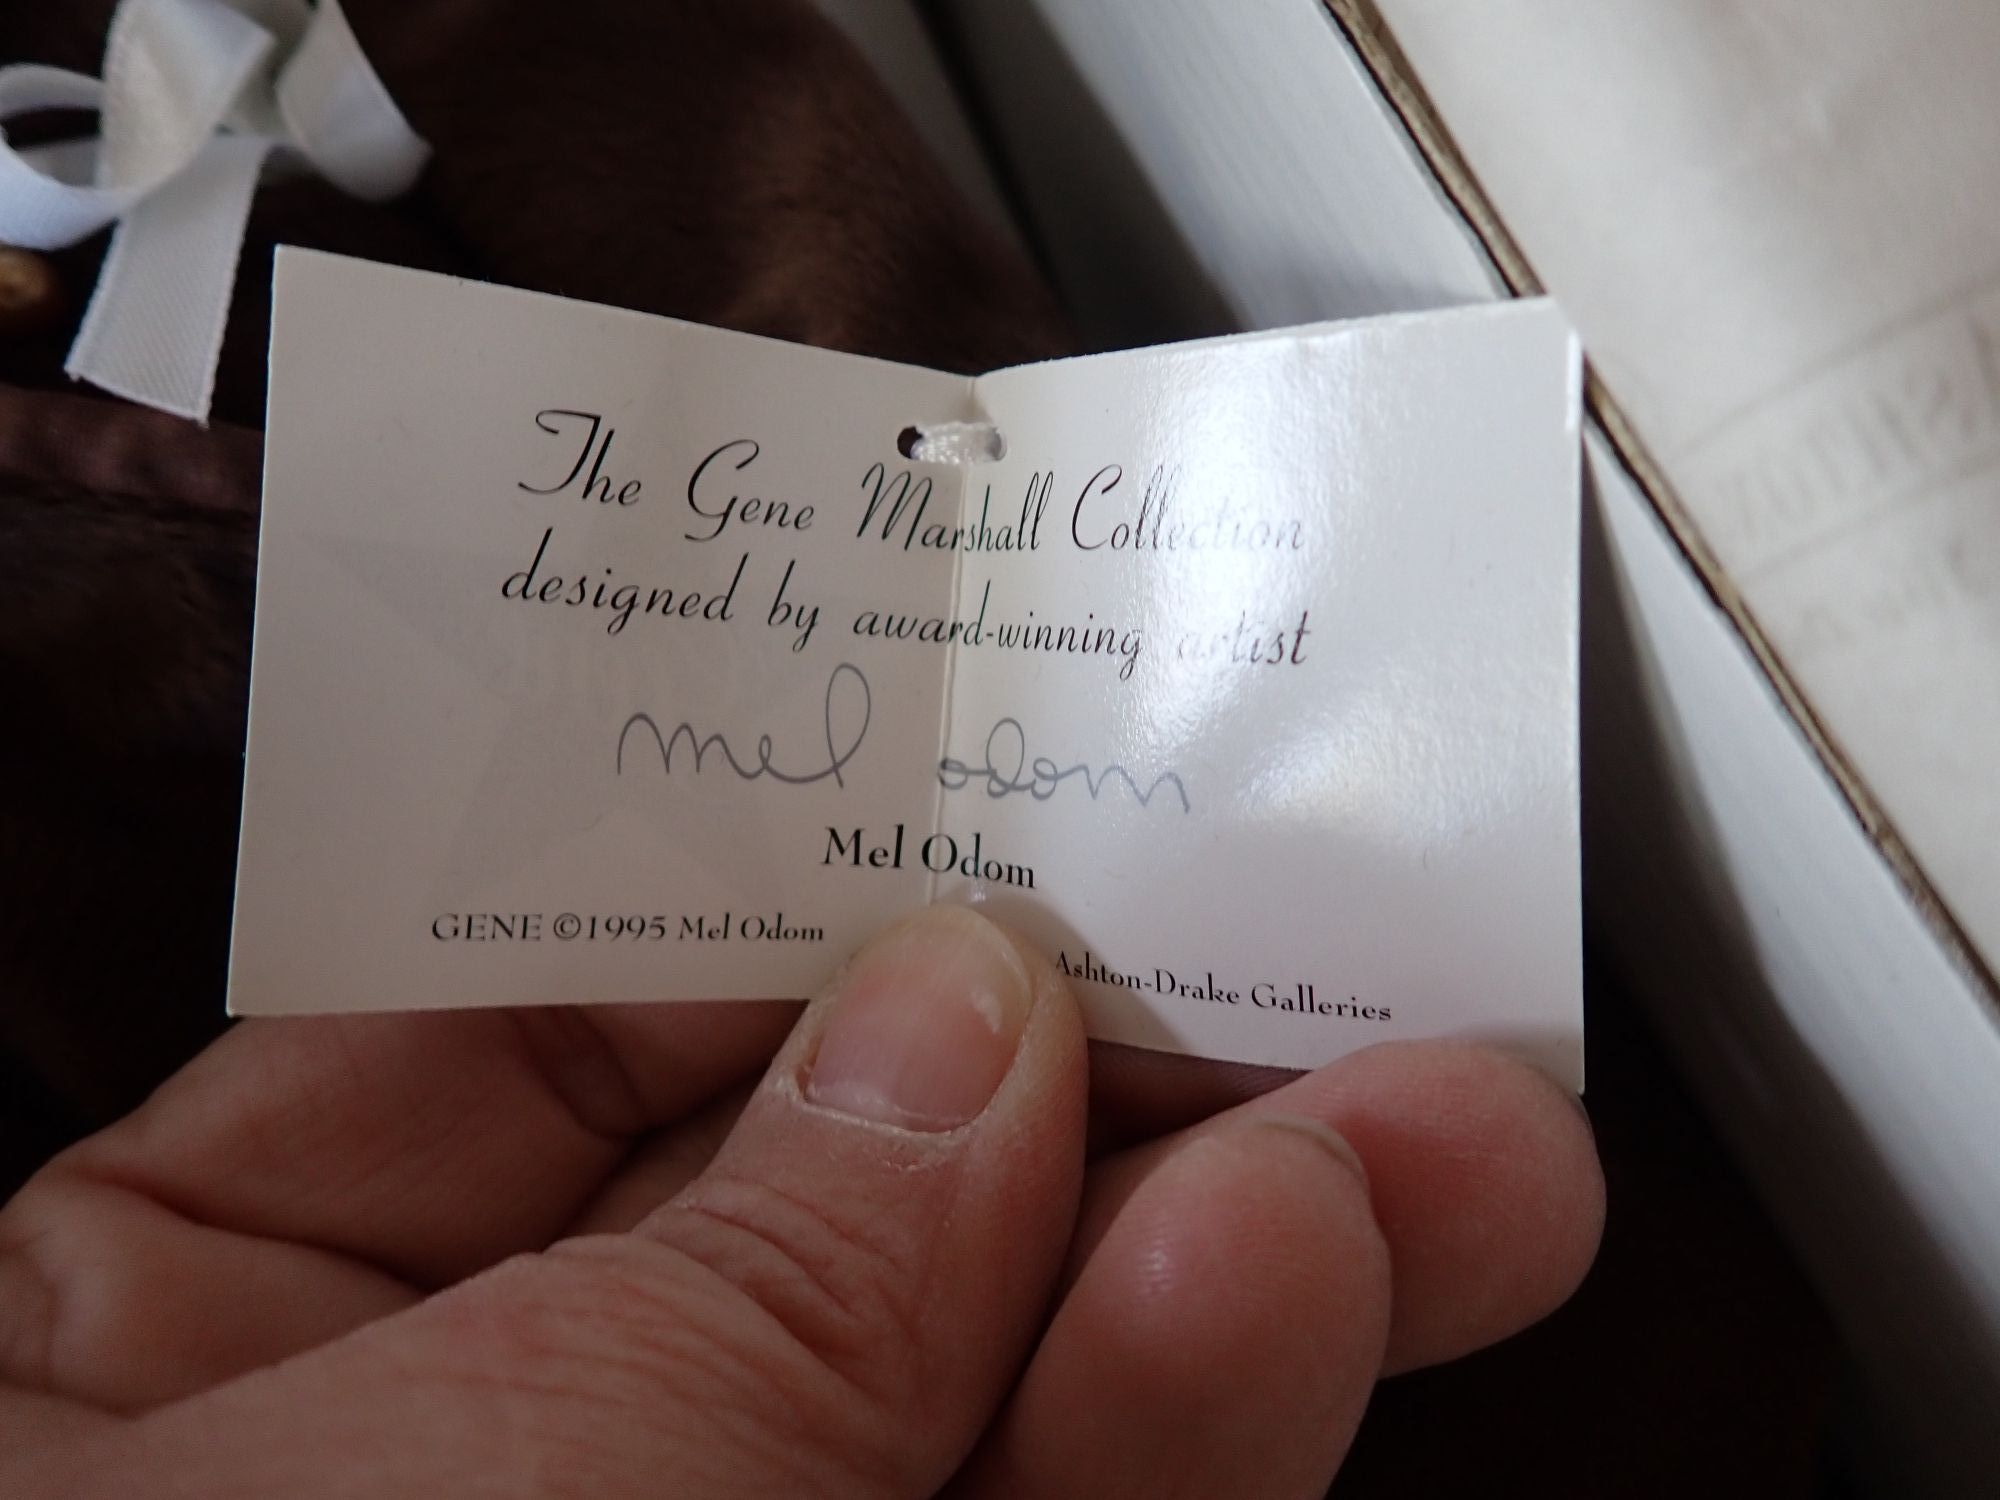 The Gene Marshall Collection
designed by award-winning artist
mel odom
Mel Odom
GENE ©1995 Mel Odom
Ashton-Drake Galleries